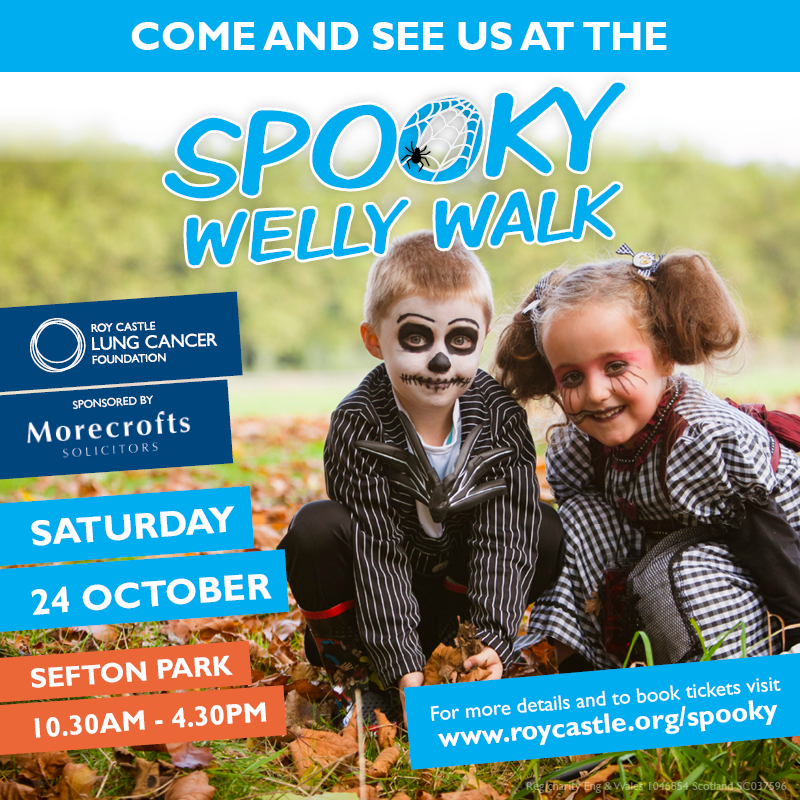 COME AND SEE US AT THE
SPOOKY
WELLY WALK
ROY CASTLE
LUNG CANCER
FOUNDATION
SPONSORED BY
Morecrofts
SOLICITORS
SATURDAY
24 OCTOBER
SEFTON PARK
10.30AM - 4.30PM
For more details and to book tickets visit
www.roycastle.org/spooky
Reg charity Eng & Wales 1046854 Scotland SC037596